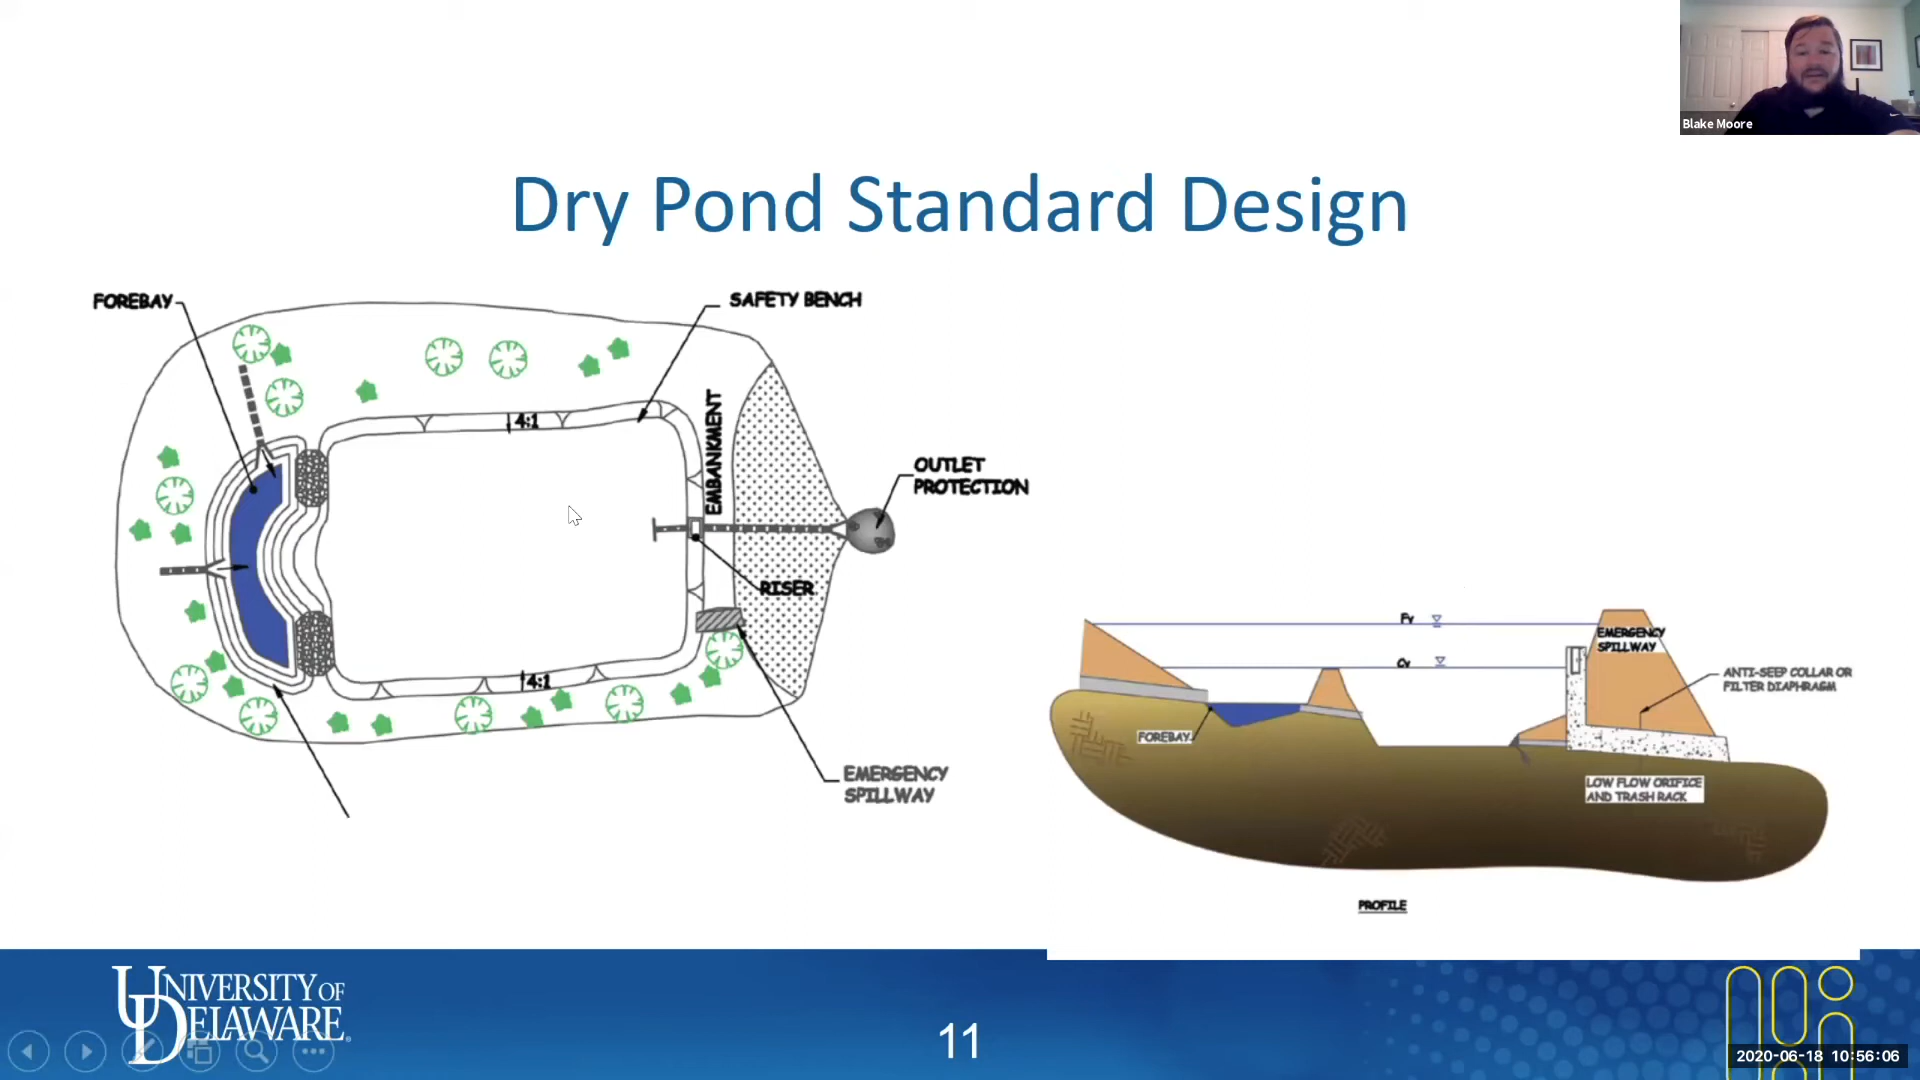 Blake Moore
Dry Pond Standard Design
FOREBAY
SAFETY BENCH
4:1
EMBANKMENT
OUTLET
PROTECTION
RISER
4:1
EMERGENCY
SPILLWAY
Fv
Cv
EMERGENCY
SPILLWAY
ANTI-SEEP COLLAR OR
FILTER DIAPHRAGM
FOREBAY
LOW FLOW ORIFICE
AND TRASH RACK
PROFILE
UNIVERSITY OF
DELAWARE
11
2020-06-18 10:56:06